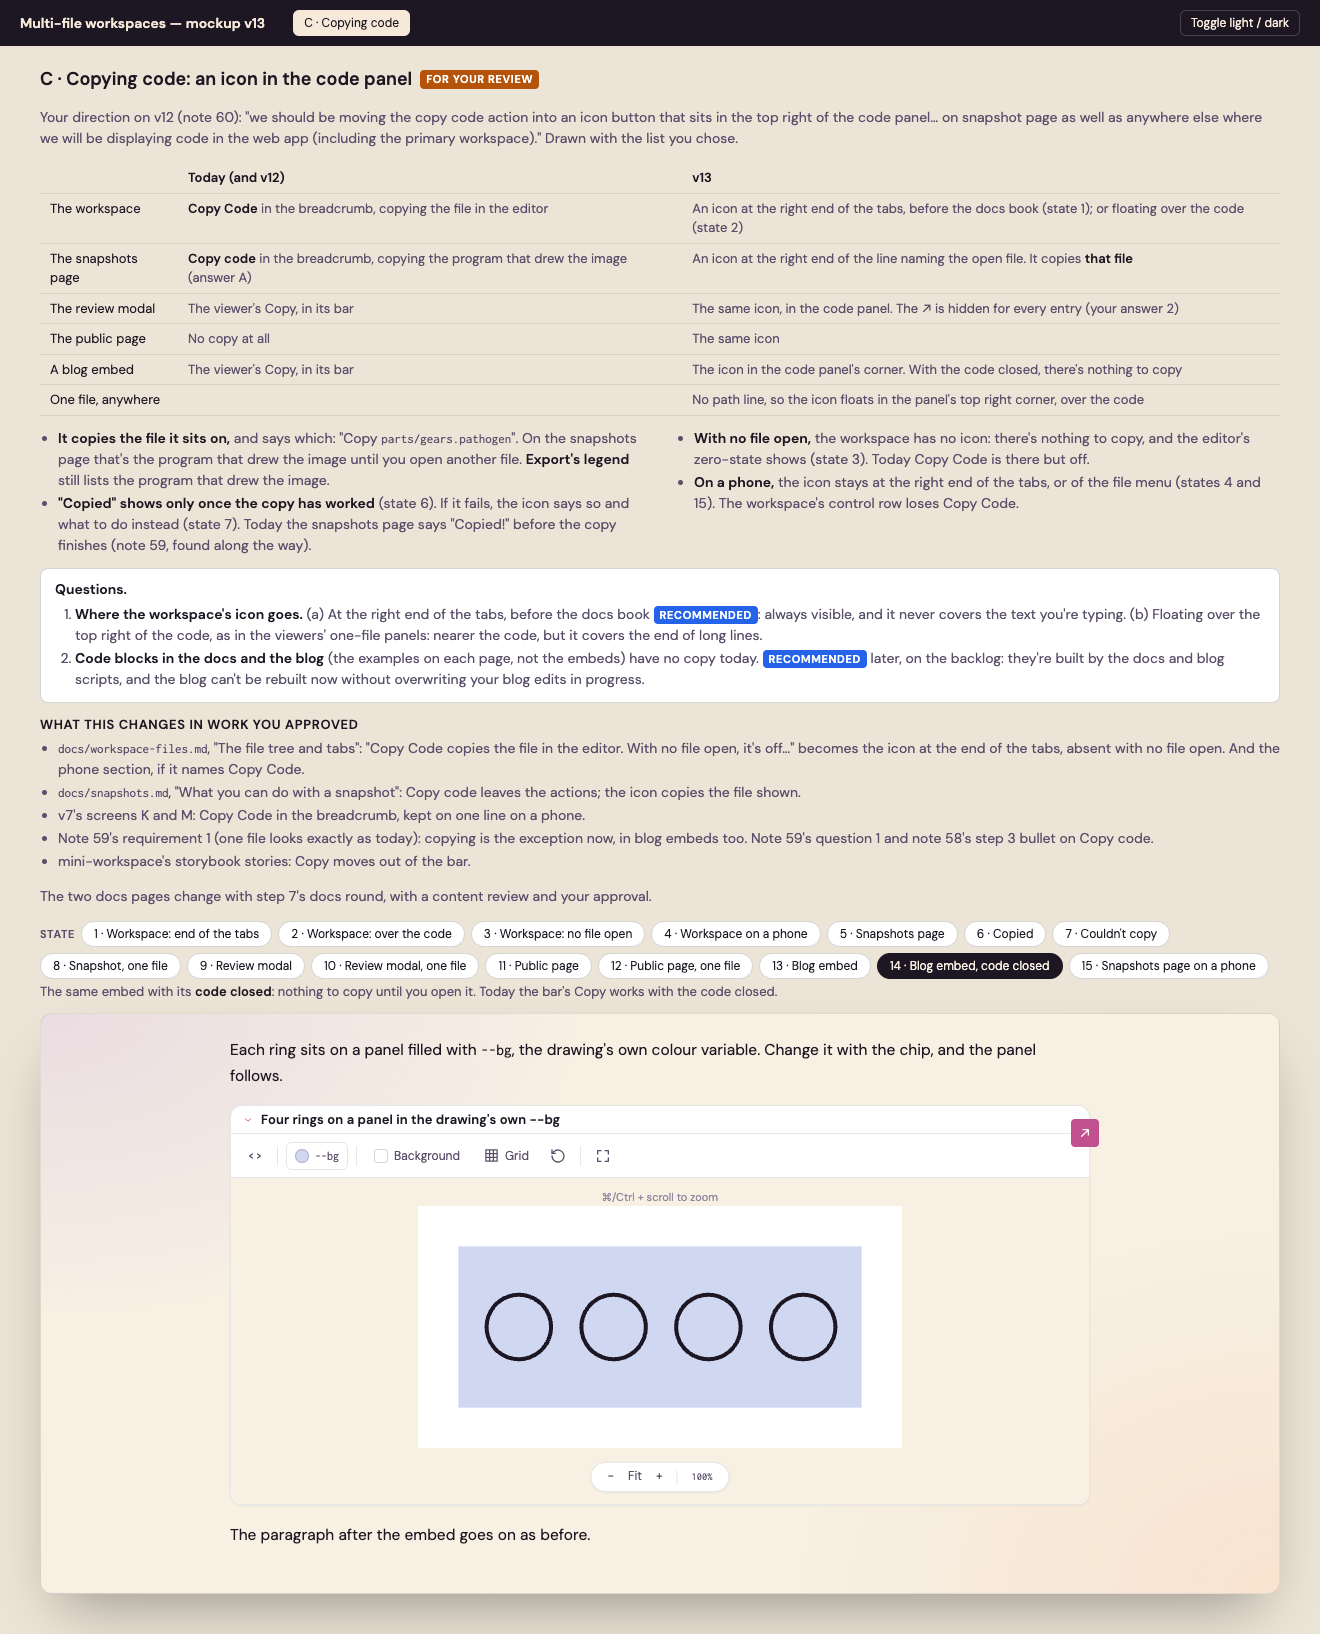 Multi-file workspaces — mockup v13
C · Copying code
Toggle light / dark
C · Copying code: an icon in the code panel FOR YOUR REVIEW
Your direction on v12 (note 60): "we should be moving the copy code action into an icon button that sits in the top right of the code panel… on snapshot page as well as anywhere else where
we will be displaying code in the web app (including the primary workspace)." Drawn with the list you chose.
Today (and v12)
v13
The workspace
Copy Code in the breadcrumb, copying the file in the editor
An icon at the right end of the tabs, before the docs book (state 1); or floating over the code
(state 2)
The snapshots
page
Copy code in the breadcrumb, copying the program that drew the image
(answer A)
An icon at the right end of the line naming the open file. It copies that file
The review modal
The viewer's Copy, in its bar
The same icon, in the code panel. The ↗ is hidden for every entry (your answer 2)
The public page
No copy at all
The same icon
A blog embed
The viewer's Copy, in its bar
The icon in the code panel's corner. With the code closed, there's nothing to copy
One file, anywhere
No path line, so the icon floats in the panel's top right corner, over the code
• It copies the file it sits on, and says which: "Copy parts/gears.pathogen". On the snapshots
page that's the program that drew the image until you open another file. Export's legend
still lists the program that drew the image.
• "Copied" shows only once the copy has worked (state 6). If it fails, the icon says so and
what to do instead (state 7). Today the snapshots page says "Copied!" before the copy
finishes (note 59, found along the way).
• With no file open, the workspace has no icon: there's nothing to copy, and the editor's
zero-state shows (state 3). Today Copy Code is there but off.
• On a phone, the icon stays at the right end of the tabs, or of the file menu (states 4 and
15). The workspace's control row loses Copy Code.
Questions.
1. Where the workspace's icon goes. (a) At the right end of the tabs, before the docs book RECOMMENDED: always visible, and it never covers the text you're typing. (b) Floating over the
top right of the code, as in the viewers' one-file panels: nearer the code, but it covers the end of long lines.
2. Code blocks in the docs and the blog (the examples on each page, not the embeds) have no copy today. RECOMMENDED later, on the backlog: they're built by the docs and blog
scripts, and the blog can't be rebuilt now without overwriting your blog edits in progress.
WHAT THIS CHANGES IN WORK YOU APPROVED
• docs/workspace-files.md, "The file tree and tabs": "Copy Code copies the file in the editor. With no file open, it's off…" becomes the icon at the end of the tabs, absent with no file open. And the
phone section, if it names Copy Code.
• docs/snapshots.md, "What you can do with a snapshot": Copy code leaves the actions; the icon copies the file shown.
• v7's screens K and M: Copy Code in the breadcrumb, kept on one line on a phone.
• Note 59's requirement 1 (one file looks exactly as today): copying is the exception now, in blog embeds too. Note 59's question 1 and note 58's step 3 bullet on Copy code.
• mini-workspace's storybook stories: Copy moves out of the bar.
The two docs pages change with step 7's docs round, with a content review and your approval.
STATE 1 · Workspace: end of the tabs 2 · Workspace: over the code 3 · Workspace: no file open 4 · Workspace on a phone 5 · Snapshots page 6 · Copied 7 · Couldn't copy
8 · Snapshot, one file 9 · Review modal 10 · Review modal, one file 11 · Public page 12 · Public page, one file 13 · Blog embed 14 · Blog embed, code closed 15 · Snapshots page on a phone
The same embed with its code closed: nothing to copy until you open it. Today the bar's Copy works with the code closed.
Each ring sits on a panel filled with --bg, the drawing's own colour variable. Change it with the chip, and the panel
follows.
Four rings on a panel in the drawing's own --bg
--bg Background Grid
⌘/Ctrl + scroll to zoom
− Fit + 100%
The paragraph after the embed goes on as before.